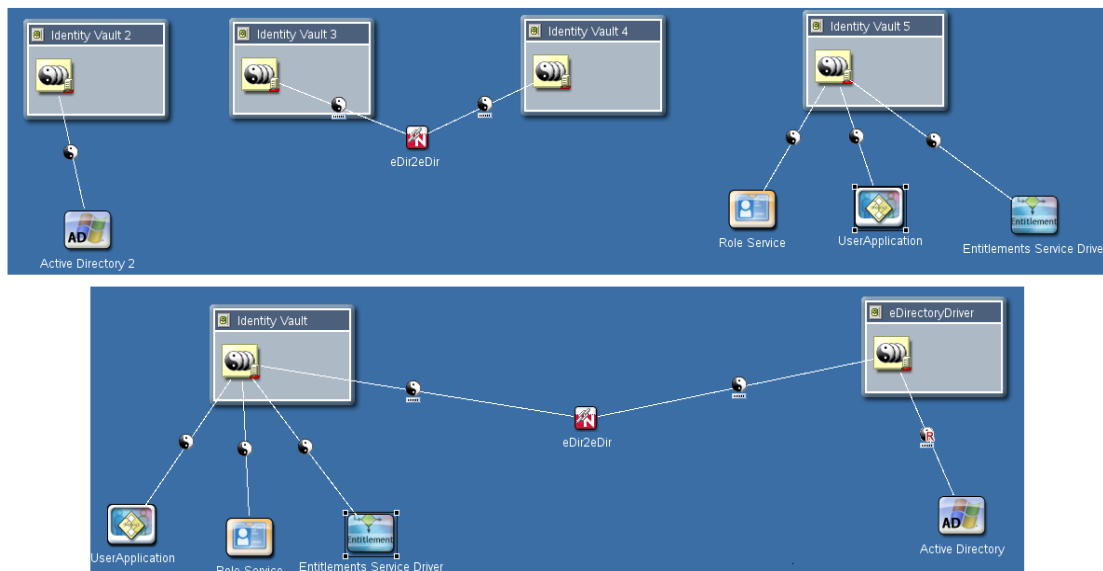 Identity Vault 2
Identity Vault 3
Identity Vault 4
Identity Vault 5
eDir2eDir
AD
Active Directory 2
Role Service
UserApplication
Entitlement
Entitlements Service Drive
Identity Vault
eDirectoryDriver
eDir2eDir
R
UserApplication
Role Service
Entitlement
Entitlements Service Driver
AD
Active Directory